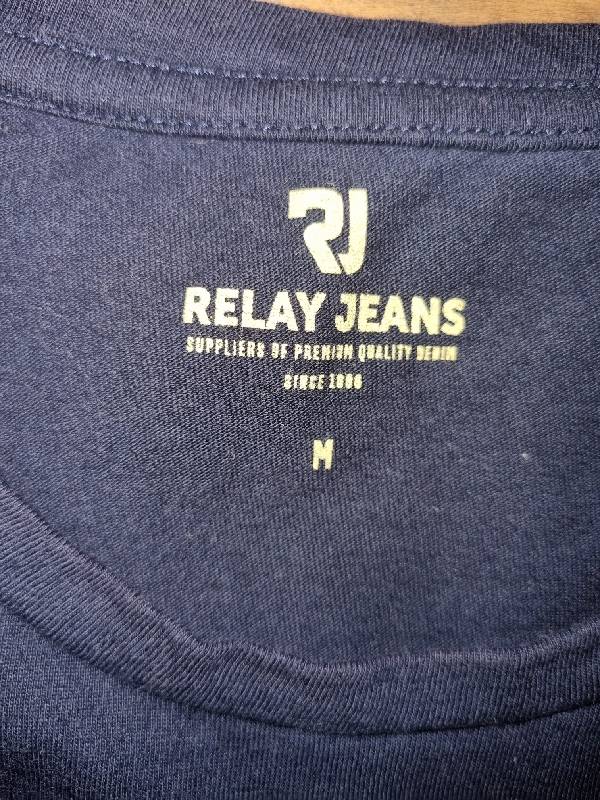 RJ
RELAY JEANS
SUPPLIERS OF PREMIUM QUALITY DENIM
SINCE
M